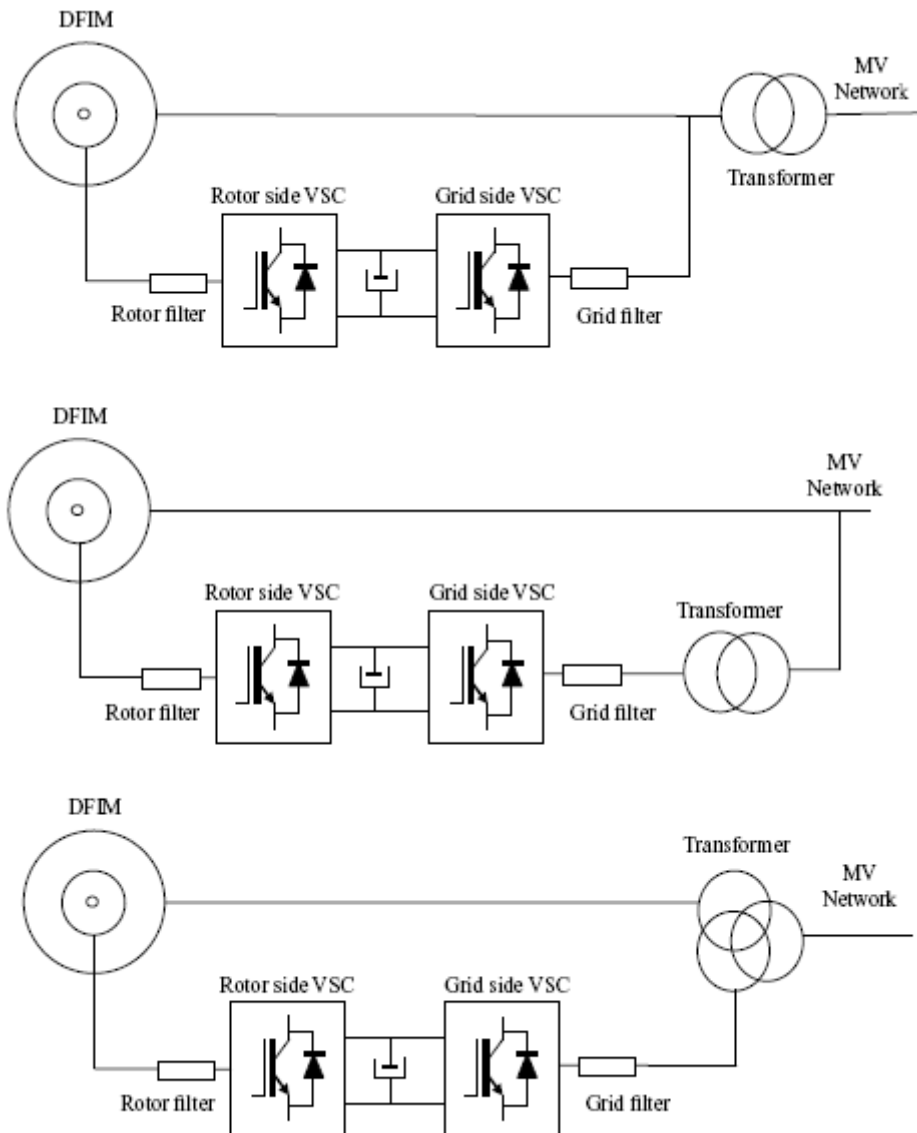 DFIM
MV
Network
Transformer
Rotor side VSC
Grid side VSC
Rotor filter
Grid filter
DFIM
MV
Network
Rotor side VSC
Grid side VSC
Transformer
Rotor filter
Grid filter
DFIM
Transformer
MV
Network
Rotor side VSC
Grid side VSC
Rotor filter
Grid filter